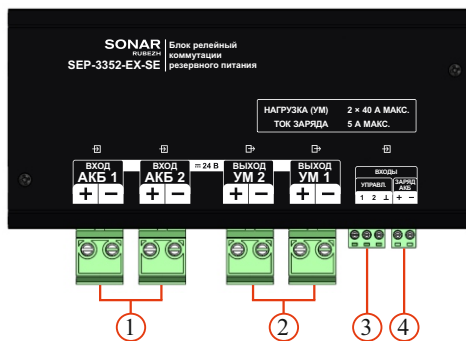 SONAR
RUBEZH
SEP-3352-EX-SE
Блок релейный
коммутации
резервного питания
НАГРУЗКА (УМ) 2 × 40 А МАКС.
ТОК ЗАРЯДА 5 А МАКС.
ВХОД
АКБ 1
+ −
ВХОД
АКБ 2
+ −
⎓ 24 В
ВЫХОД
УМ 2
+ −
ВЫХОД
УМ 1
+ −
ВХОДЫ
УПРАВЛ.
1 2 ⊥
ЗАРЯД
АКБ
+ −
1 2 3 4